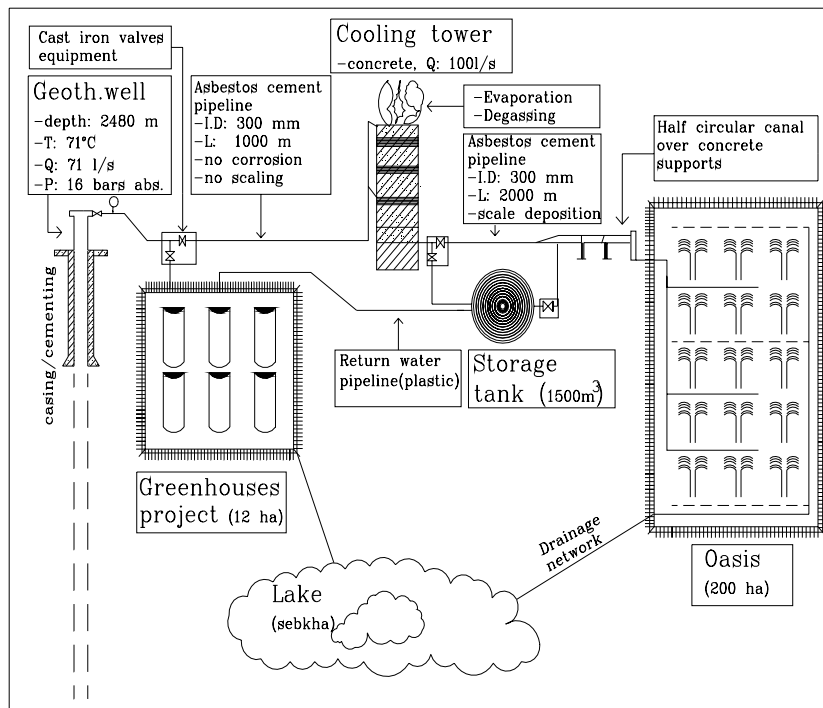 Cast iron valves
equipment
Cooling tower
-concrete, Q: 100l/s
Geoth.well
-depth: 2480 m
-T: 71°C
-Q: 71 l/s
-P: 16 bars abs.
Asbestos cement
pipeline
-I.D: 300 mm
-L: 1000 m
-no corrosion
-no scaling
-Evaporation
-Degassing
Asbestos cement
pipeline
-I.D: 300 mm
-L: 2000 m
-scale deposition
Half circular canal
over concrete
supports
casing/cementing
Return water
pipeline(plastic)
Storage
tank (1500m³)
Greenhouses
project (12 ha)
Drainage
network
Oasis
(200 ha)
Lake
(sebkha)